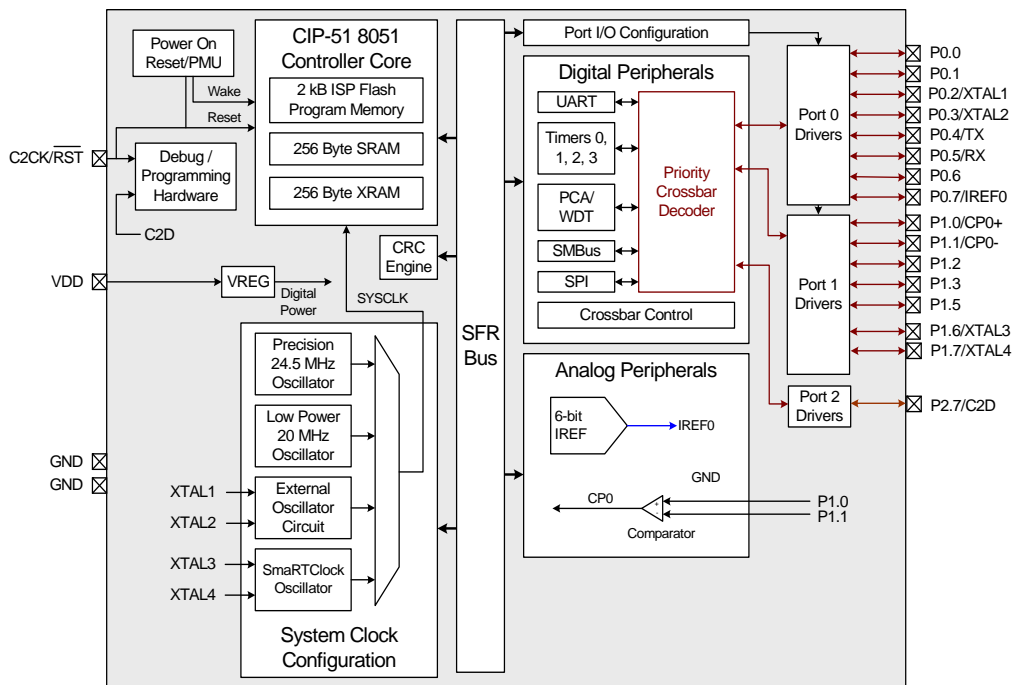 Power On
Reset/PMU
Wake
Reset
C2CK/RST
Debug /
Programming
Hardware
C2D
VDD
VREG
Digital
Power
GND
GND
CIP-51 8051
Controller Core
2 kB ISP Flash
Program Memory
256 Byte SRAM
256 Byte XRAM
CRC
Engine
SYSCLK
Precision
24.5 MHz
Oscillator
Low Power
20 MHz
Oscillator
XTAL1
XTAL2
External
Oscillator
Circuit
XTAL3
XTAL4
SmaRTClock
Oscillator
System Clock
Configuration
SFR
Bus
Port I/O Configuration
Digital Peripherals
UART
Timers 0,
1, 2, 3
PCA/
WDT
SMBus
SPI
Priority
Crossbar
Decoder
Crossbar Control
Analog Peripherals
6-bit
IREF
IREF0
GND
CP0
+
-
Comparator
P1.0
P1.1
Port 0
Drivers
Port 1
Drivers
Port 2
Drivers
P0.0
P0.1
P0.2/XTAL1
P0.3/XTAL2
P0.4/TX
P0.5/RX
P0.6
P0.7/IREF0
P1.0/CP0+
P1.1/CP0-
P1.2
P1.3
P1.5
P1.6/XTAL3
P1.7/XTAL4
P2.7/C2D